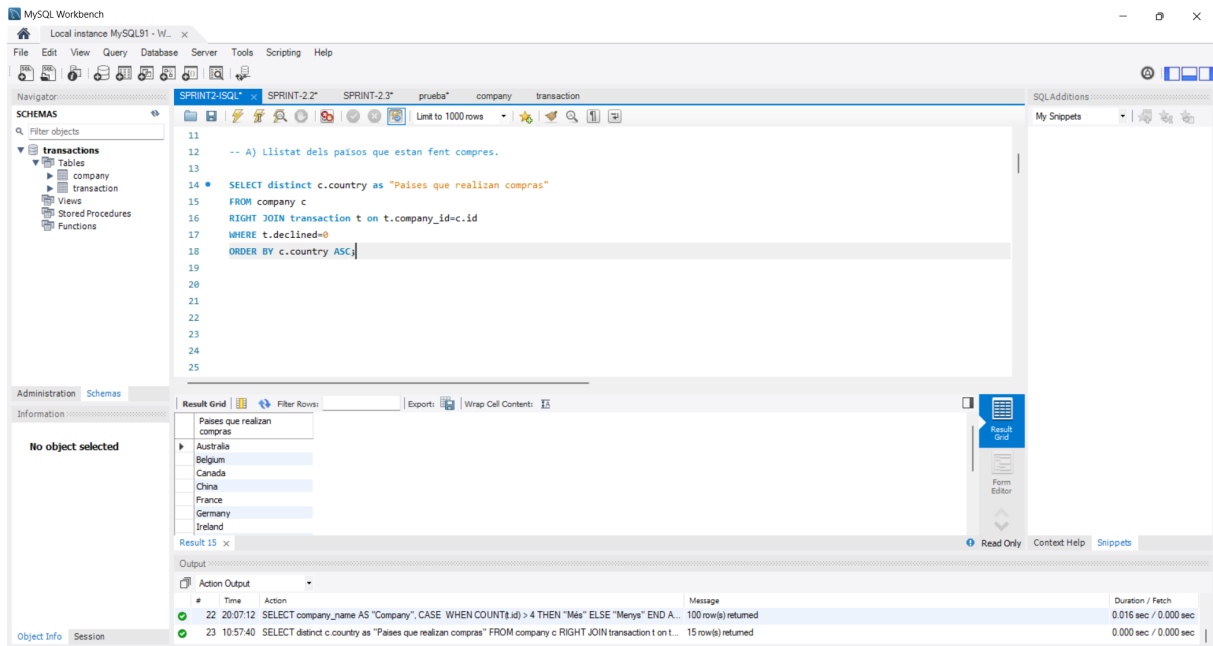 MySQL Workbench
Local instance MySQL91 - W... ×
File Edit View Query Database Server Tools Scripting Help
Navigator
SCHEMAS
Filter objects
transactions
Tables
company
transaction
Views
Stored Procedures
Functions
Administration Schemas
Information
No object selected
Object Info Session
SPRINT2-ISQL* × SPRINT-2.2* SPRINT-2.3* prueba* company transaction
Limit to 1000 rows
11
12 -- A) Llistat dels països que estan fent compres.
13
14 SELECT distinct c.country as "Paises que realizan compras"
15 FROM company c
16 RIGHT JOIN transaction t on t.company_id=c.id
17 WHERE t.declined=0
18 ORDER BY c.country ASC;
19
20
21
22
23
24
25
Result Grid Filter Rows: Export: Wrap Cell Content:
Paises que realizan
compras
Australia
Belgium
Canada
China
France
Germany
Ireland
Result
Grid
Form
Editor
Result 15 × Read Only
Output
Action Output
# Time Action Message Duration / Fetch
22 20:07:12 SELECT company_name AS "Company", CASE WHEN COUNT(t.id) > 4 THEN "Més" ELSE "Menys" END A... 100 row(s) returned 0.016 sec / 0.000 sec
23 10:57:40 SELECT distinct c.country as "Paises que realizan compras" FROM company c RIGHT JOIN transaction t on t... 15 row(s) returned 0.000 sec / 0.000 sec
SQLAdditions
My Snippets
Context Help Snippets